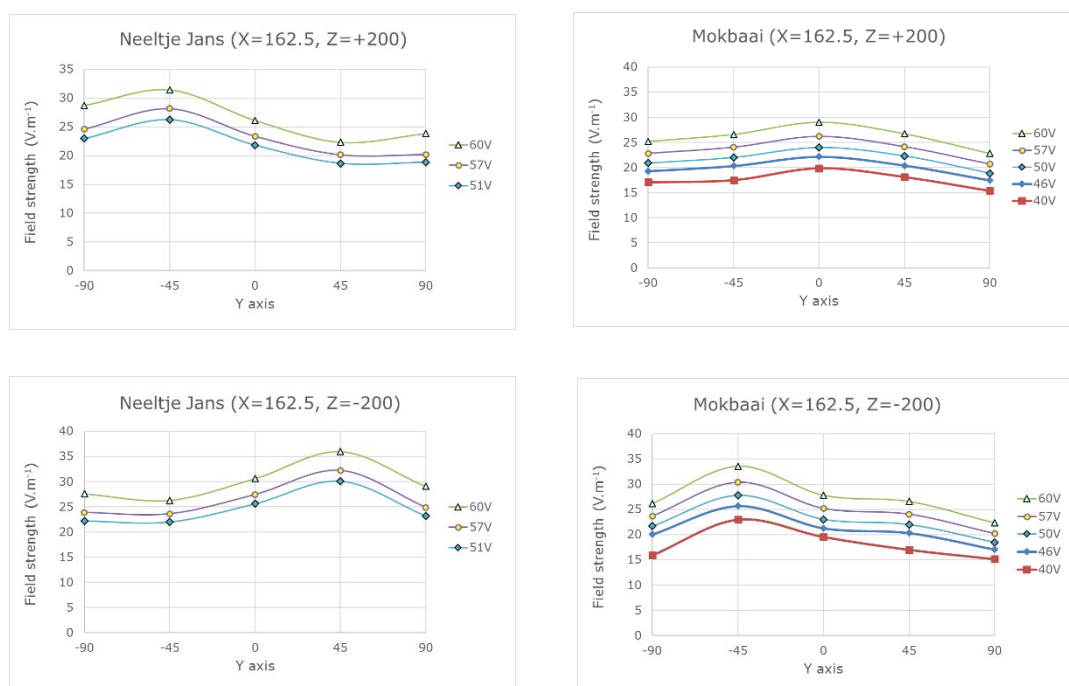 Neeltje Jans (X=162.5, Z=+200)
35
30
25
20
15
10
5
0
Field strength (V.m⁻¹)
-90 -45 0 45 90
Y axis
60V
57V
51V
Mokbaai (X=162.5, Z=+200)
40
35
30
25
20
15
10
5
0
Field strength (V.m⁻¹)
-90 -45 0 45 90
Y axis
60V
57V
50V
46V
40V
Neeltje Jans (X=162.5, Z=-200)
40
35
30
25
20
15
10
5
0
Field strength (V.m⁻¹)
-90 -45 0 45 90
Y axis
60V
57V
51V
Mokbaai (X=162.5, Z=-200)
40
35
30
25
20
15
10
5
0
Field strength (V.m⁻¹)
-90 -45 0 45 90
Y axis
60V
57V
50V
46V
40V